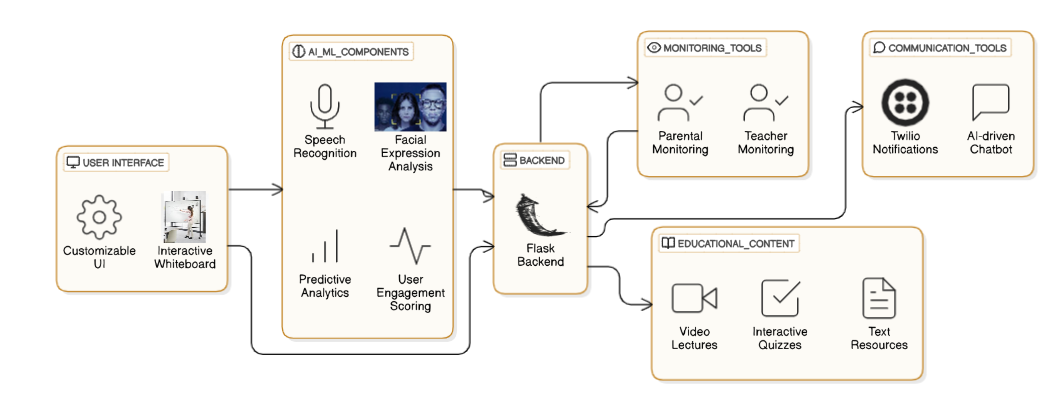 USER INTERFACE
Customizable
UI
Interactive
Whiteboard
AI_ML_COMPONENTS
Speech
Recognition
Facial
Expression
Analysis
Predictive
Analytics
User
Engagement
Scoring
BACKEND
Flask
Backend
MONITORING_TOOLS
Parental
Monitoring
Teacher
Monitoring
COMMUNICATION_TOOLS
Twilio
Notifications
AI-driven
Chatbot
EDUCATIONAL_CONTENT
Video
Lectures
Interactive
Quizzes
Text
Resources